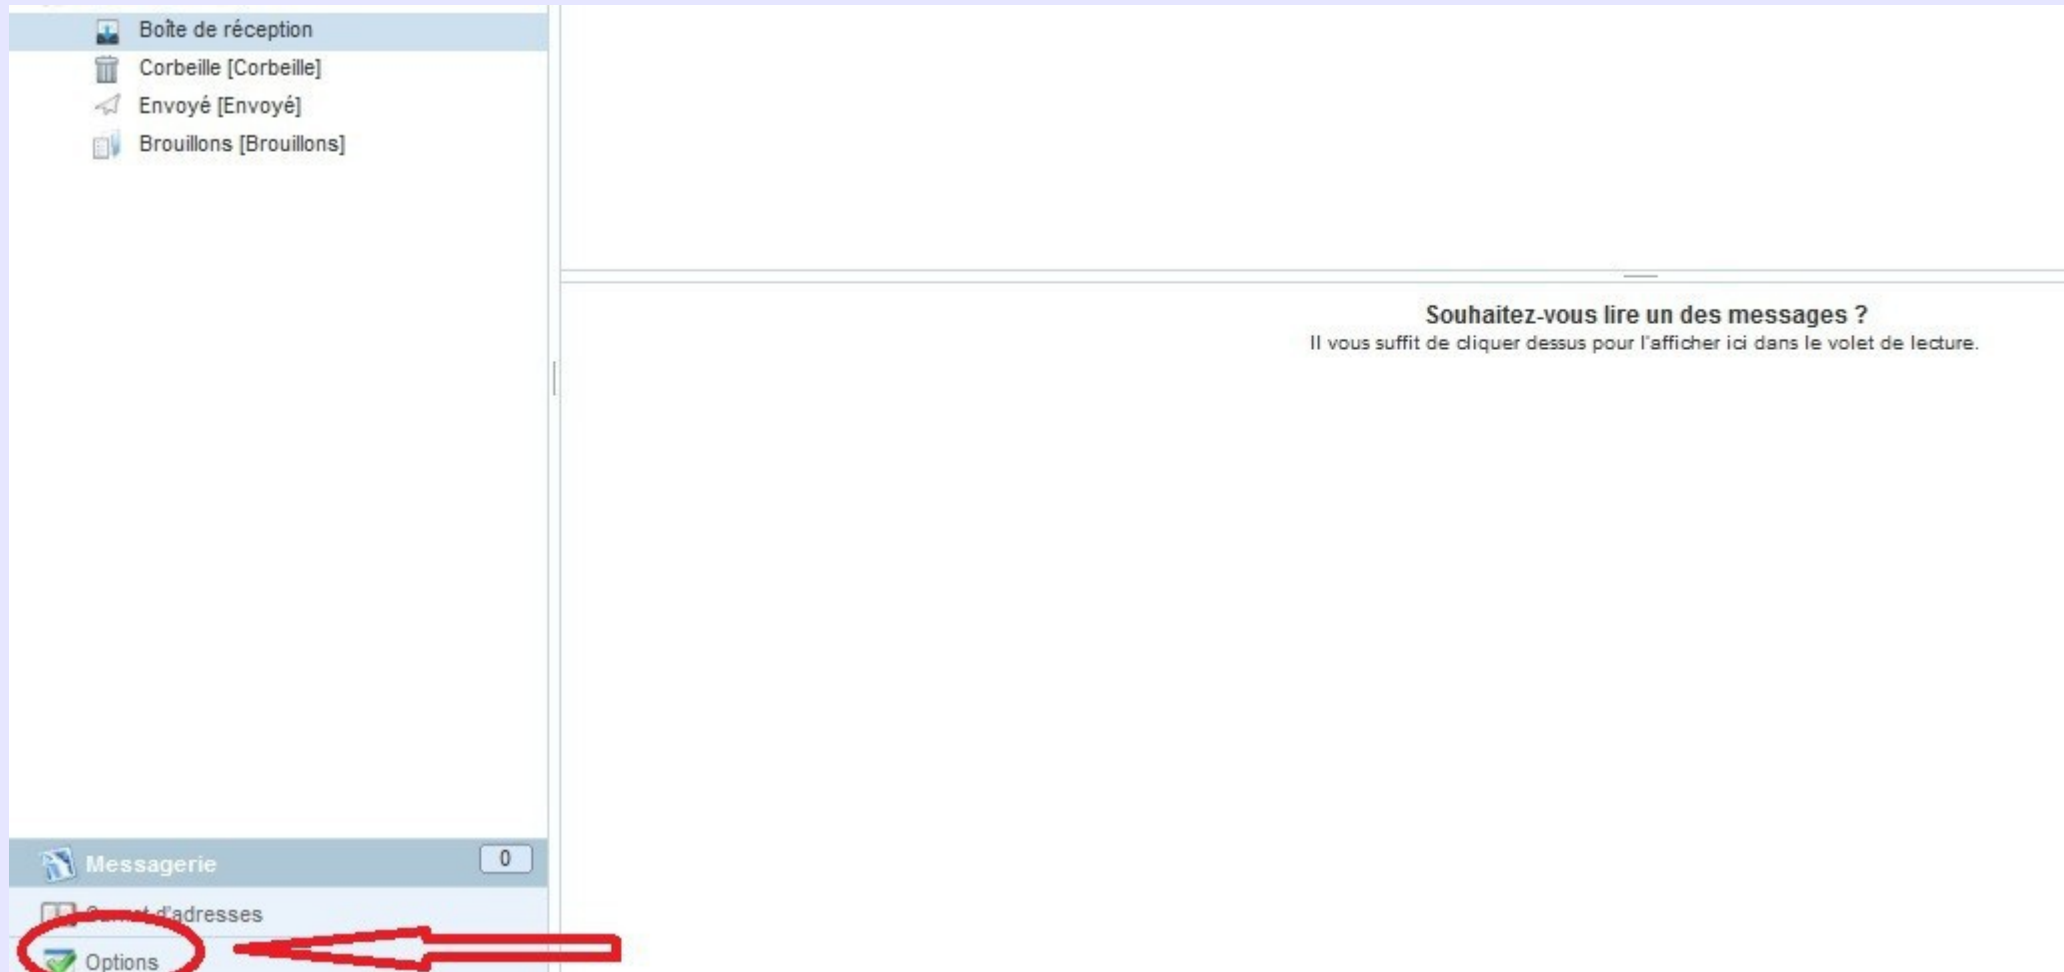 Boîte de réception
Corbeille [Corbeille]
Envoyé [Envoyé]
Brouillons [Brouillons]
Souhaitez-vous lire un des messages ?
Il vous suffit de cliquer dessus pour l'afficher ici dans le volet de lecture.
Messagerie 0
Carnet d'adresses
Options